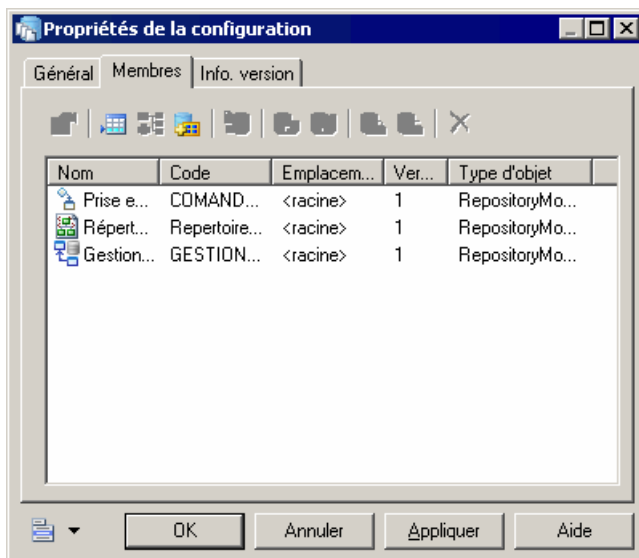 Propriétés de la configuration
Général Membres Info. version
Nom Code Emplacem... Ver... Type d'objet
Prise e... COMAND... <racine> 1 RepositoryMo...
Répert... Repertoire... <racine> 1 RepositoryMo...
Gestion... GESTION... <racine> 1 RepositoryMo...
OK Annuler Appliquer Aide